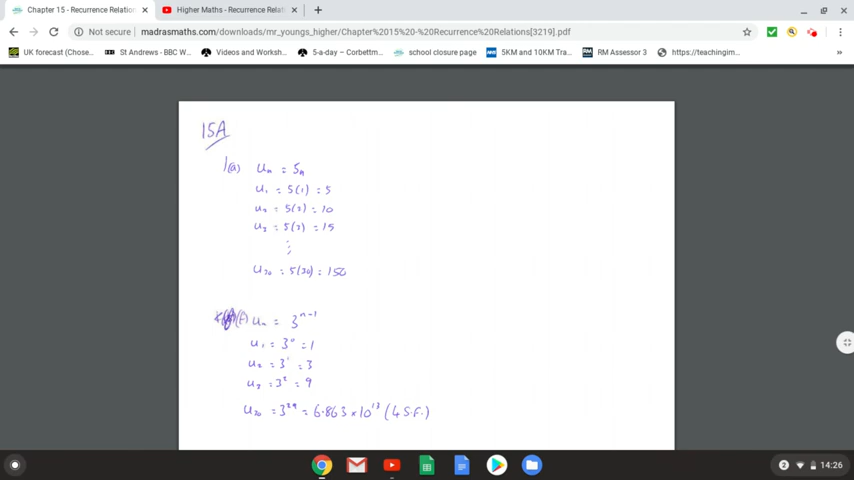 Chapter 15 - Recurrence Relation
Higher Maths - Recurrence Relat
Not secure
madrasmaths.com/downloads/mr_youngs_higher/Chapter%2015%20-%20Recurrence%20Relations[3219].pdf
UK forecast (Chose...
St Andrews - BBC W...
Videos and Worksh...
5-a-day – Corbettm...
school closure page
5KM and 10KM Tra...
RM Assessor 3
https://teachingim...
15A
1(a) uₙ = 5n
u₁ = 5(1) = 5
u₂ = 5(2) = 10
u₃ = 5(3) = 15
⋮
u₃₀ = 5(30) = 150
(f) uₙ = 3ⁿ⁻¹
u₁ = 3⁰ = 1
u₂ = 3¹ = 3
u₃ = 3² = 9
u₃₀ = 3²⁹ = 6.863 × 10¹³ (4 S.F.)
2
14:26